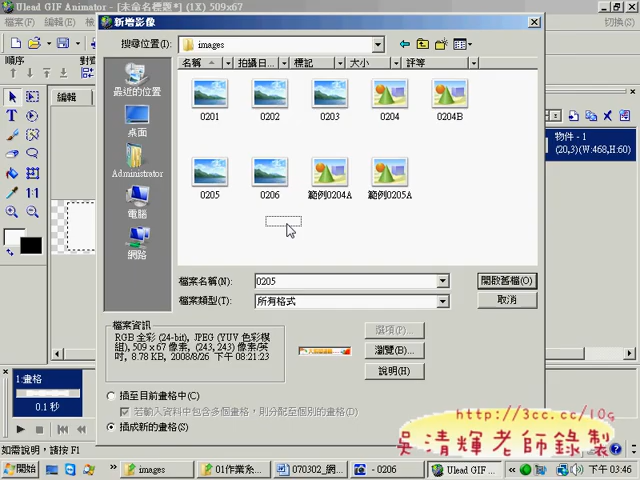 Ulead GIF Animator - [未命名標題*] (1X) 509x67
檔案(F) 編輯(E)
切換(S)
順序
編輯
新增影像
搜尋位置(I):
images
名稱 拍攝日... 標記 大小 評等
最近的位置
桌面
Administrator
電腦
網路
0201 0202 0203 0204 0204B
0205 0206 範例0204A 範例0205A
檔案名稱(N): 0205 開啟舊檔(O)
檔案類型(T): 所有格式 取消
檔案資訊
RGB 全彩 (24-bit), JPEG (YUV 色彩模
組), 509 x 67 像素, (243, 243) 像素/英
吋, 8.78 KB, 2008/8/26 下午 08:21:23
選項(P)...
瀏覽(B)...
說明(H)
插至目前畫格中(C)
若輸入資料中包含多個畫格，則分配至個別的畫格(D)
插成新的畫格(S)
物件 - 1
(20,3)(W:468,H:60)
1:畫格
0.1 秒
如需說明，請按 F1
http://3cc.cc/10g
吳清輝老師錄製
開始 images 01作業系... 070302_網... - 0206 Ulead GIF ... 下午 03:46